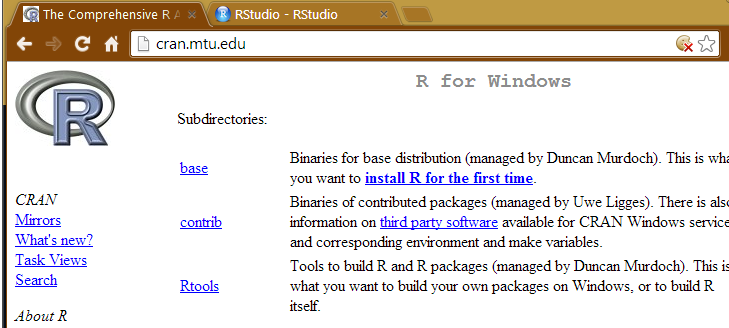 The Comprehensive R A
RStudio - RStudio
cran.mtu.edu
R
R for Windows
Subdirectories:
base
Binaries for base distribution (managed by Duncan Murdoch). This is wha
you want to install R for the first time.
CRAN
Mirrors
What's new?
Task Views
Search
About R
contrib
Binaries of contributed packages (managed by Uwe Ligges). There is also
information on third party software available for CRAN Windows service
and corresponding environment and make variables.
Rtools
Tools to build R and R packages (managed by Duncan Murdoch). This is
what you want to build your own packages on Windows, or to build R
itself.